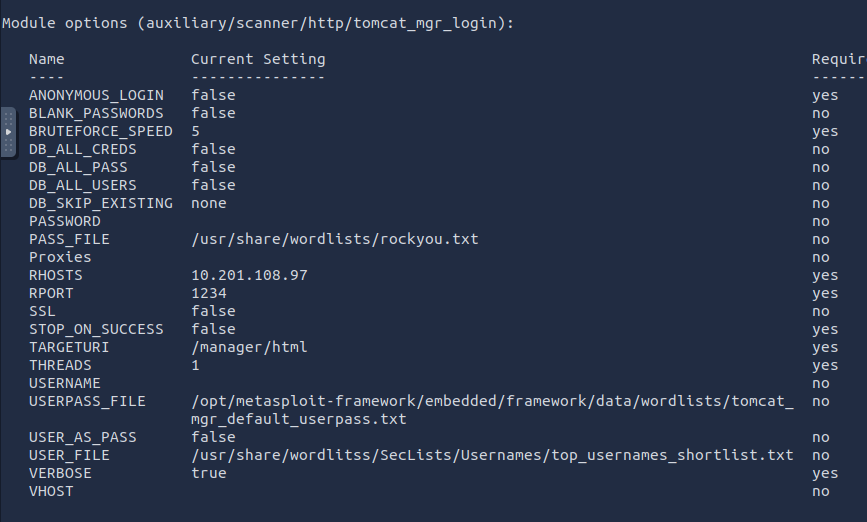 Module options (auxiliary/scanner/http/tomcat_mgr_login):
Name Current Setting Requir
---- --------------- ------
ANONYMOUS_LOGIN false yes
BLANK_PASSWORDS false no
BRUTEFORCE_SPEED 5 yes
DB_ALL_CREDS false no
DB_ALL_PASS false no
DB_ALL_USERS false no
DB_SKIP_EXISTING none no
PASSWORD no
PASS_FILE /usr/share/wordlists/rockyou.txt no
Proxies no
RHOSTS 10.201.108.97 yes
RPORT 1234 yes
SSL false no
STOP_ON_SUCCESS false yes
TARGETURI /manager/html yes
THREADS 1 yes
USERNAME no
USERPASS_FILE /opt/metasploit-framework/embedded/framework/data/wordlists/tomcat_ no
mgr_default_userpass.txt
USER_AS_PASS false no
USER_FILE /usr/share/wordlitss/SecLists/Usernames/top_usernames_shortlist.txt no
VERBOSE true yes
VHOST no